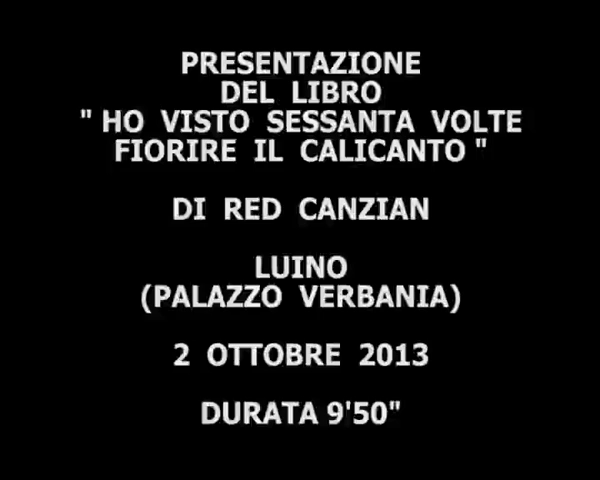 PRESENTAZIONE
DEL LIBRO
" HO VISTO SESSANTA VOLTE
FIORIRE IL CALICANTO "
DI RED CANZIAN
LUINO
(PALAZZO VERBANIA)
2 OTTOBRE 2013
DURATA 9'50"